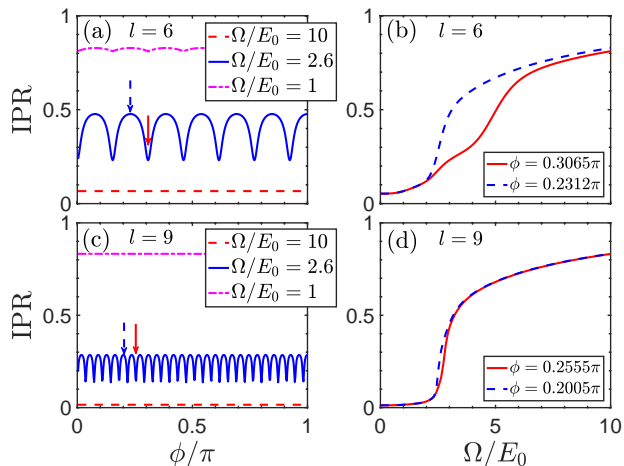 1
(a)
l = 6
Ω/E₀ = 10
Ω/E₀ = 2.6
Ω/E₀ = 1
IPR
0.5
0
1
(b)
l = 6
0.5
ϕ = 0.3065π
ϕ = 0.2312π
0
1
(c)
l = 9
Ω/E₀ = 10
Ω/E₀ = 2.6
Ω/E₀ = 1
IPR
0.5
0
0
0.5
1
ϕ/π
1
(d)
l = 9
0.5
ϕ = 0.2555π
ϕ = 0.2005π
0
0
5
10
Ω/E₀